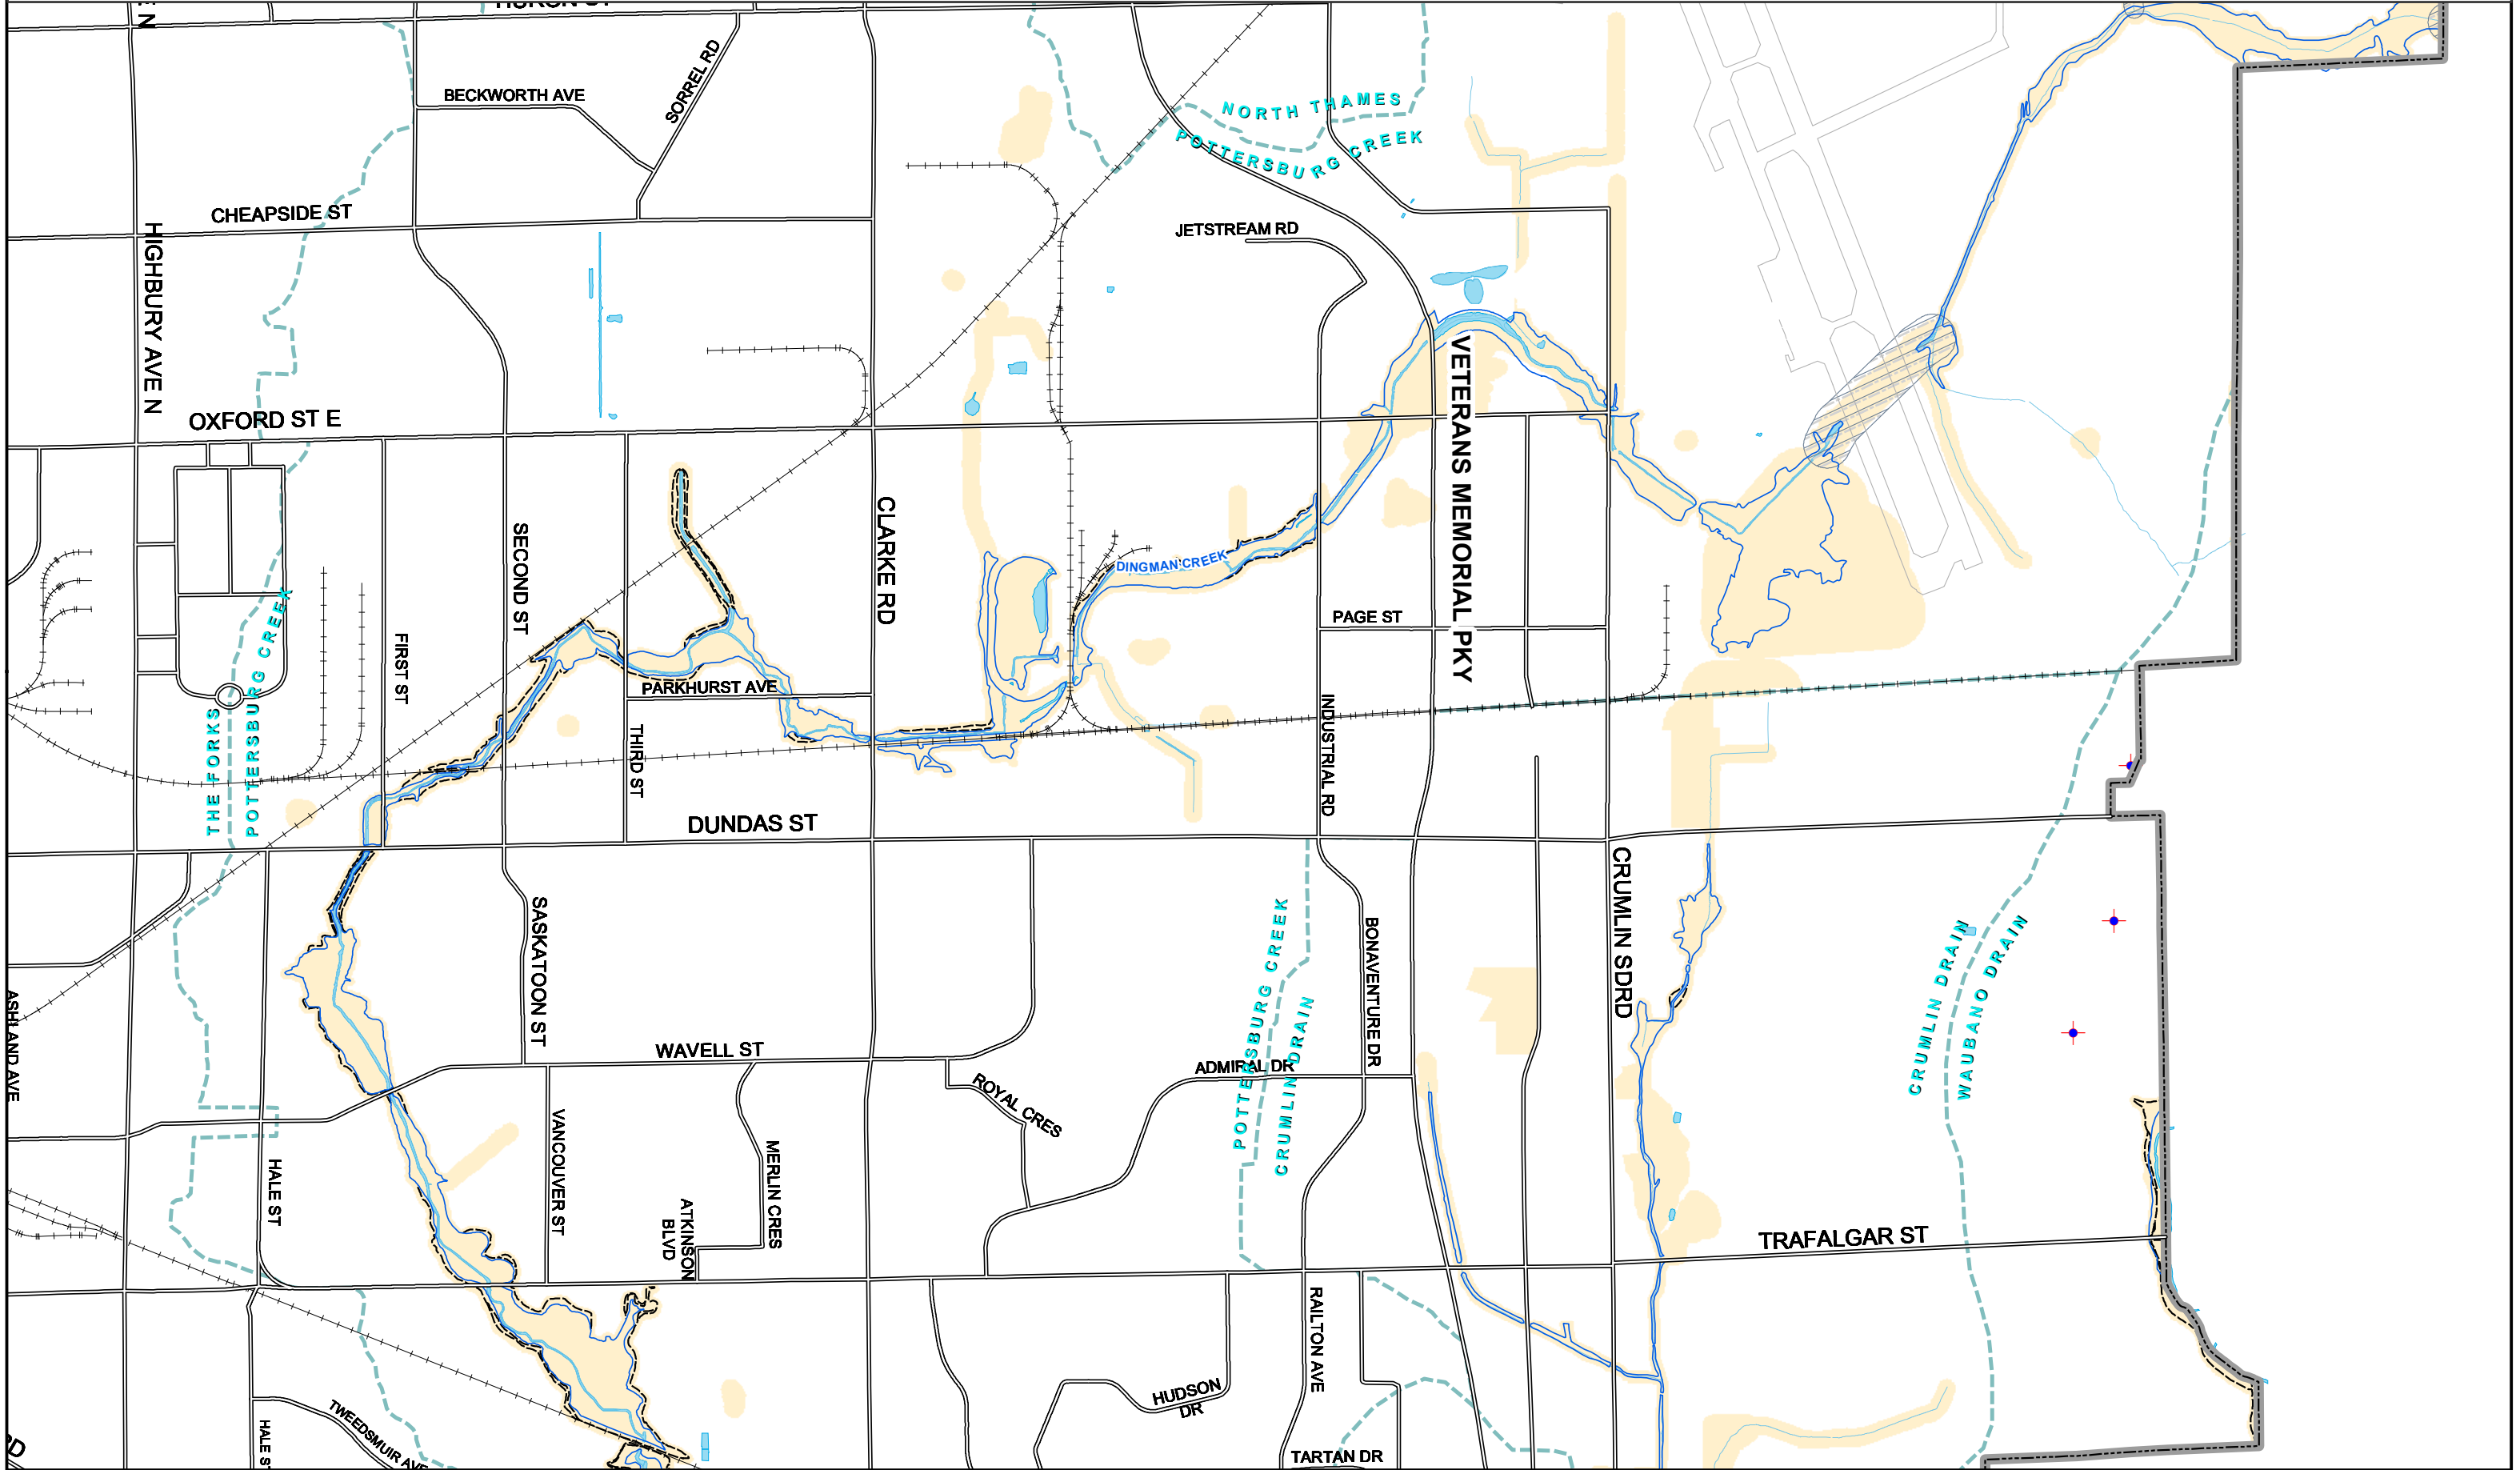 HURON ST
E N
SORREL RD
BECKWORTH AVE
NORTH THAMES
POTTERSBURG CREEK
CHEAPSIDE ST
JETSTREAM RD
HIGHBURY AVE N
OXFORD ST E
VETERANS MEMORIAL PKY
CLARKE RD
SECOND ST
DINGMAN CREEK
PAGE ST
FIRST ST
THE FORKS
POTTERSBURG CREEK
PARKHURST AVE
THIRD ST
INDUSTRIAL RD
DUNDAS ST
CRUMLIN SDRD
SASKATOON ST
BONAVENTURE DR
POTTERSBURG CREEK
CRUMLIN DRAIN
CRUMLIN DRAIN
WAUBANO DRAIN
ASHLAND AVE
WAVELL ST
ADMIRAL DR
ROYAL CRES
VANCOUVER ST
MERLIN CRES
HALE ST
ATKINSON
BLVD
TRAFALGAR ST
RAILTON AVE
HUDSON
DR
TWEEDSMUIR AVE
HALE ST
TARTAN DR
RD